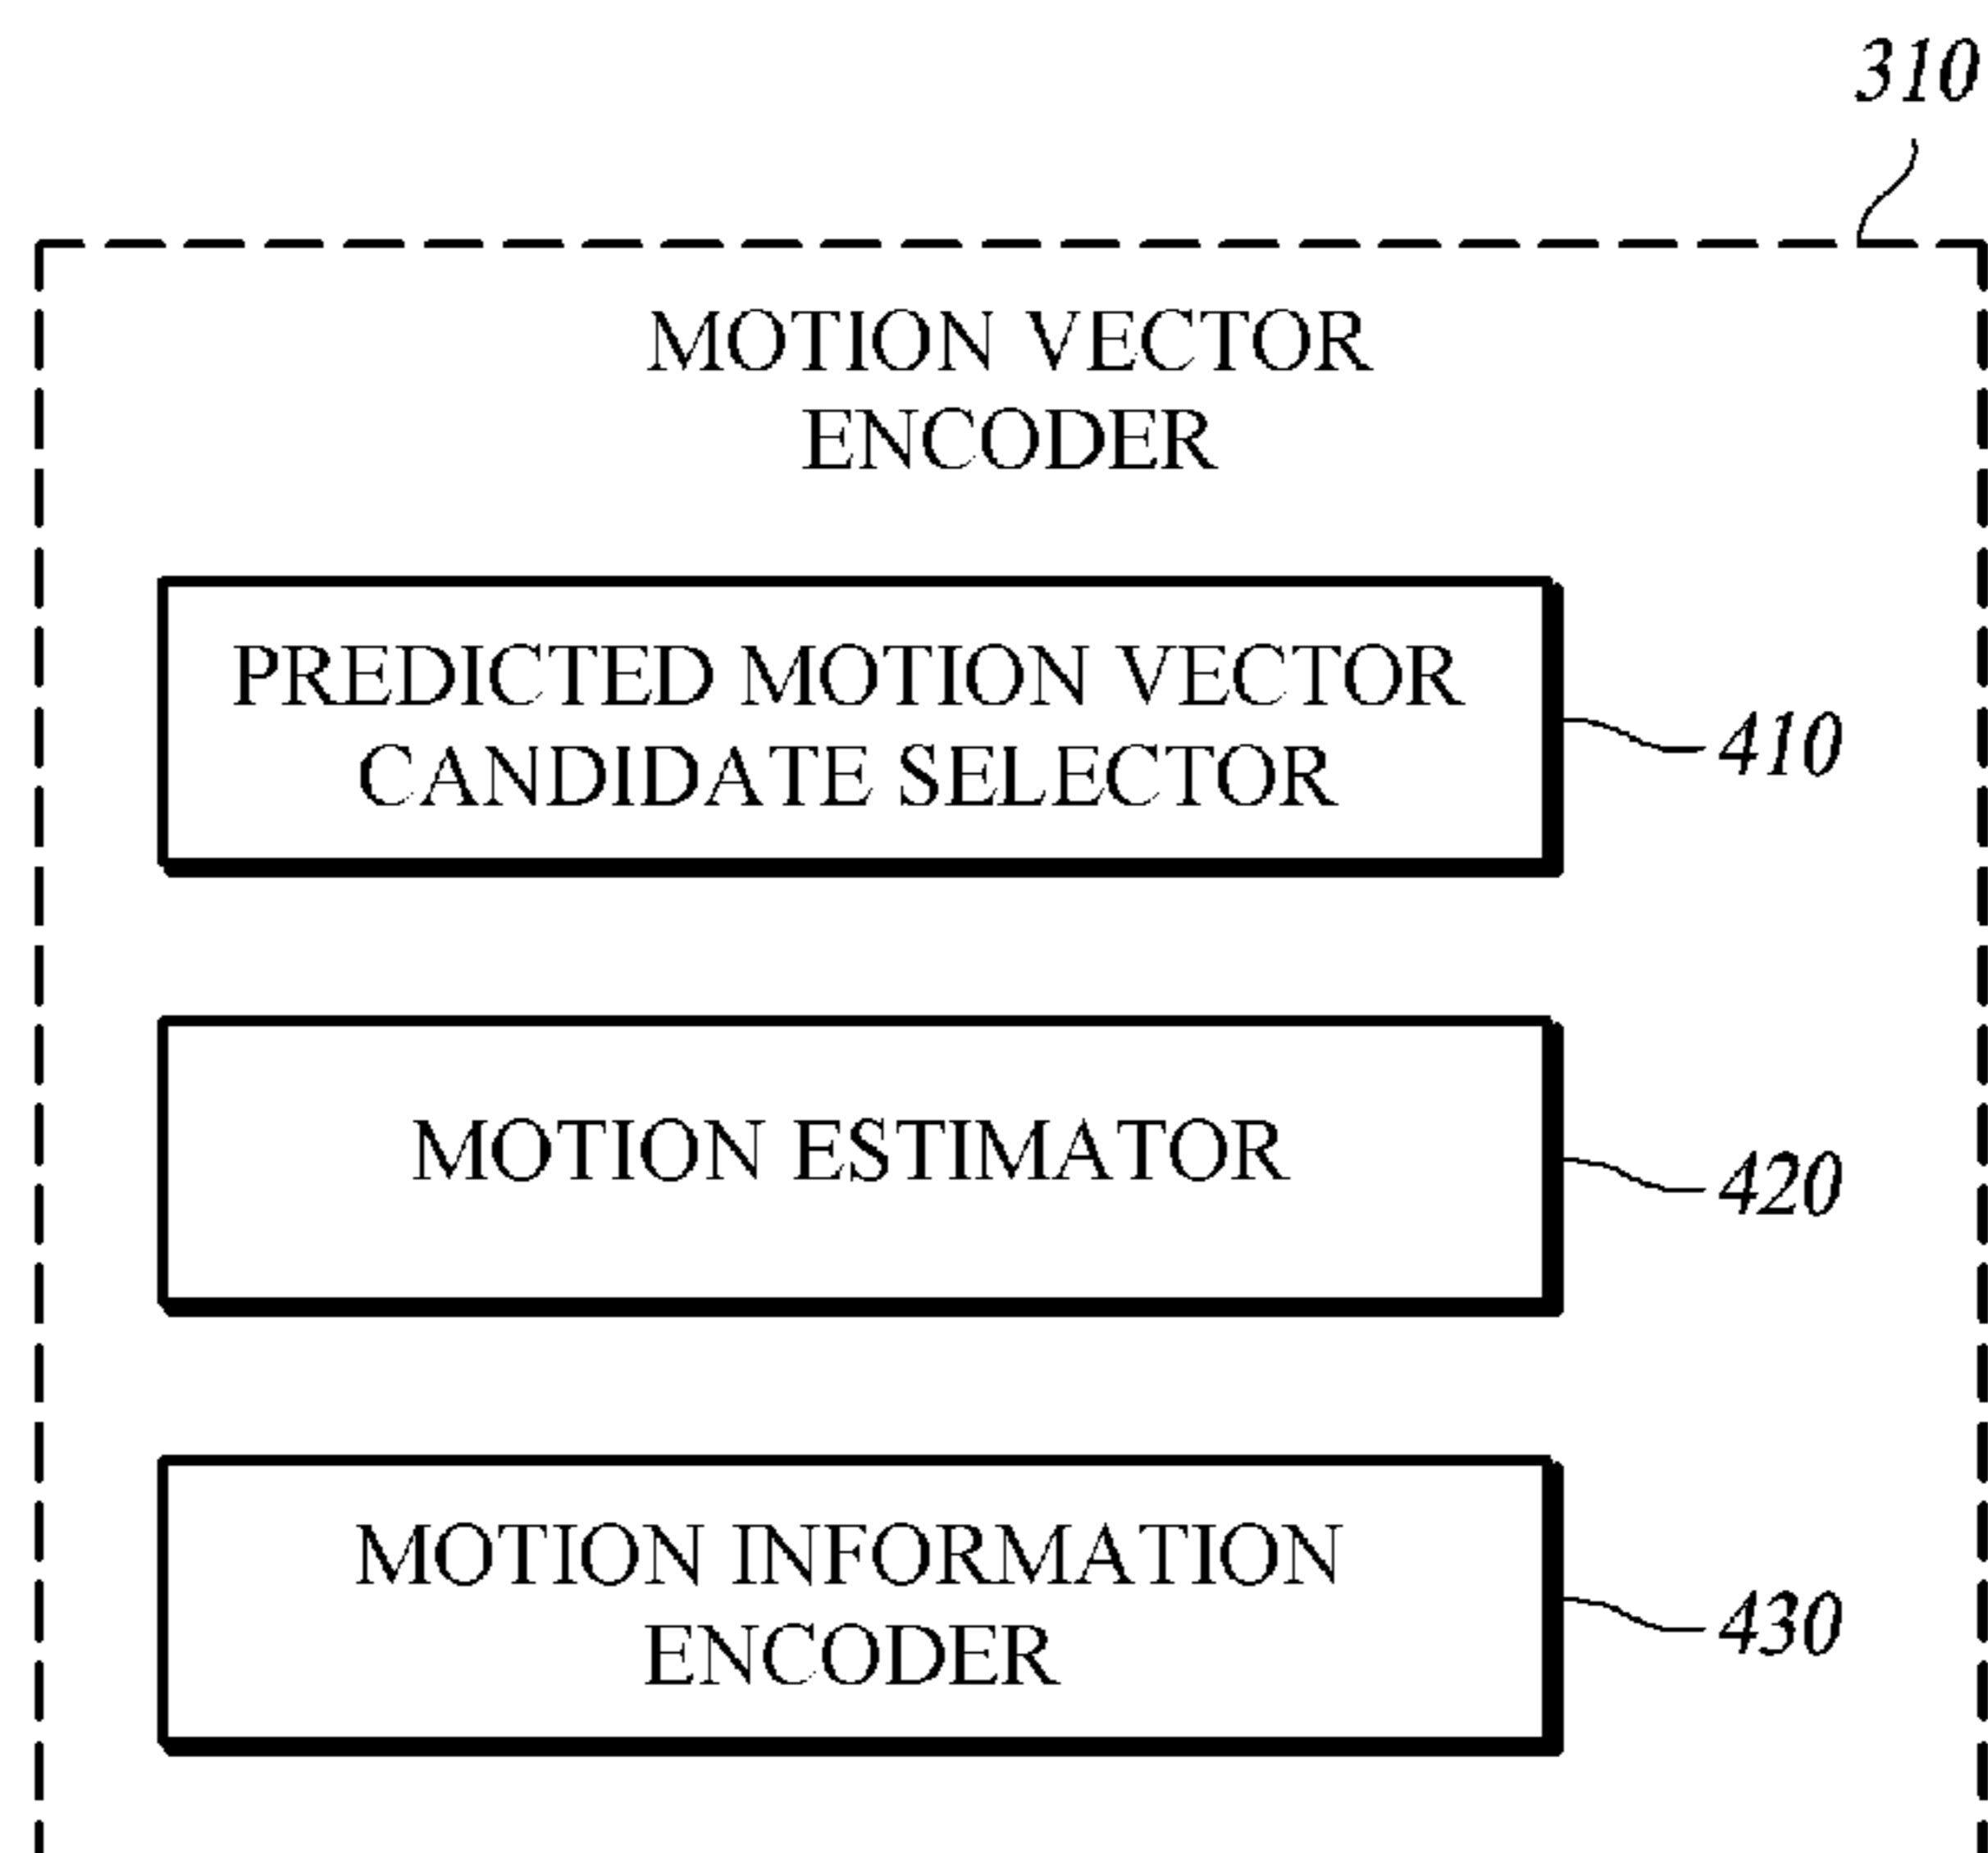 310
MOTION VECTOR
ENCODER
PREDICTED MOTION VECTOR
CANDIDATE SELECTOR
410
MOTION ESTIMATOR
420
MOTION INFORMATION
ENCODER
430